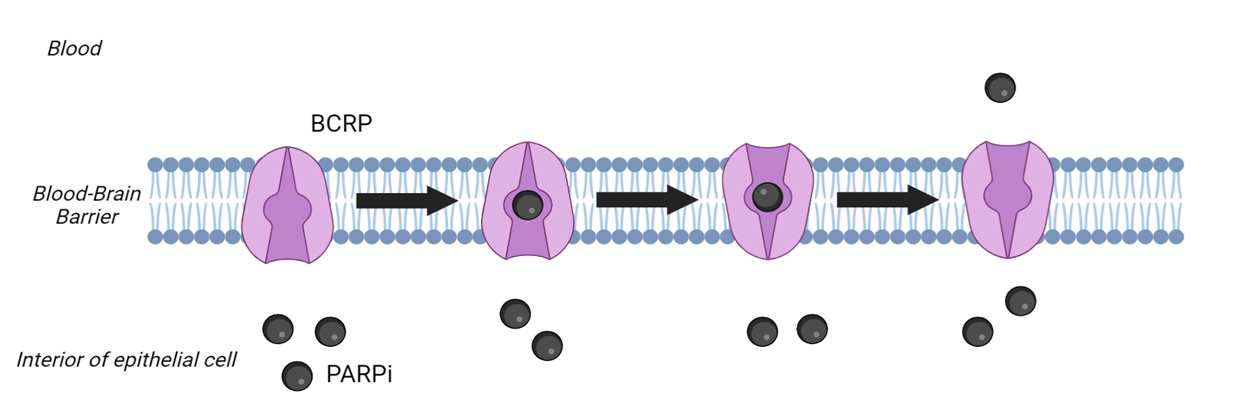 Blood
BCRP
Blood-Brain
Barrier
Interior of epithelial cell
PARPi